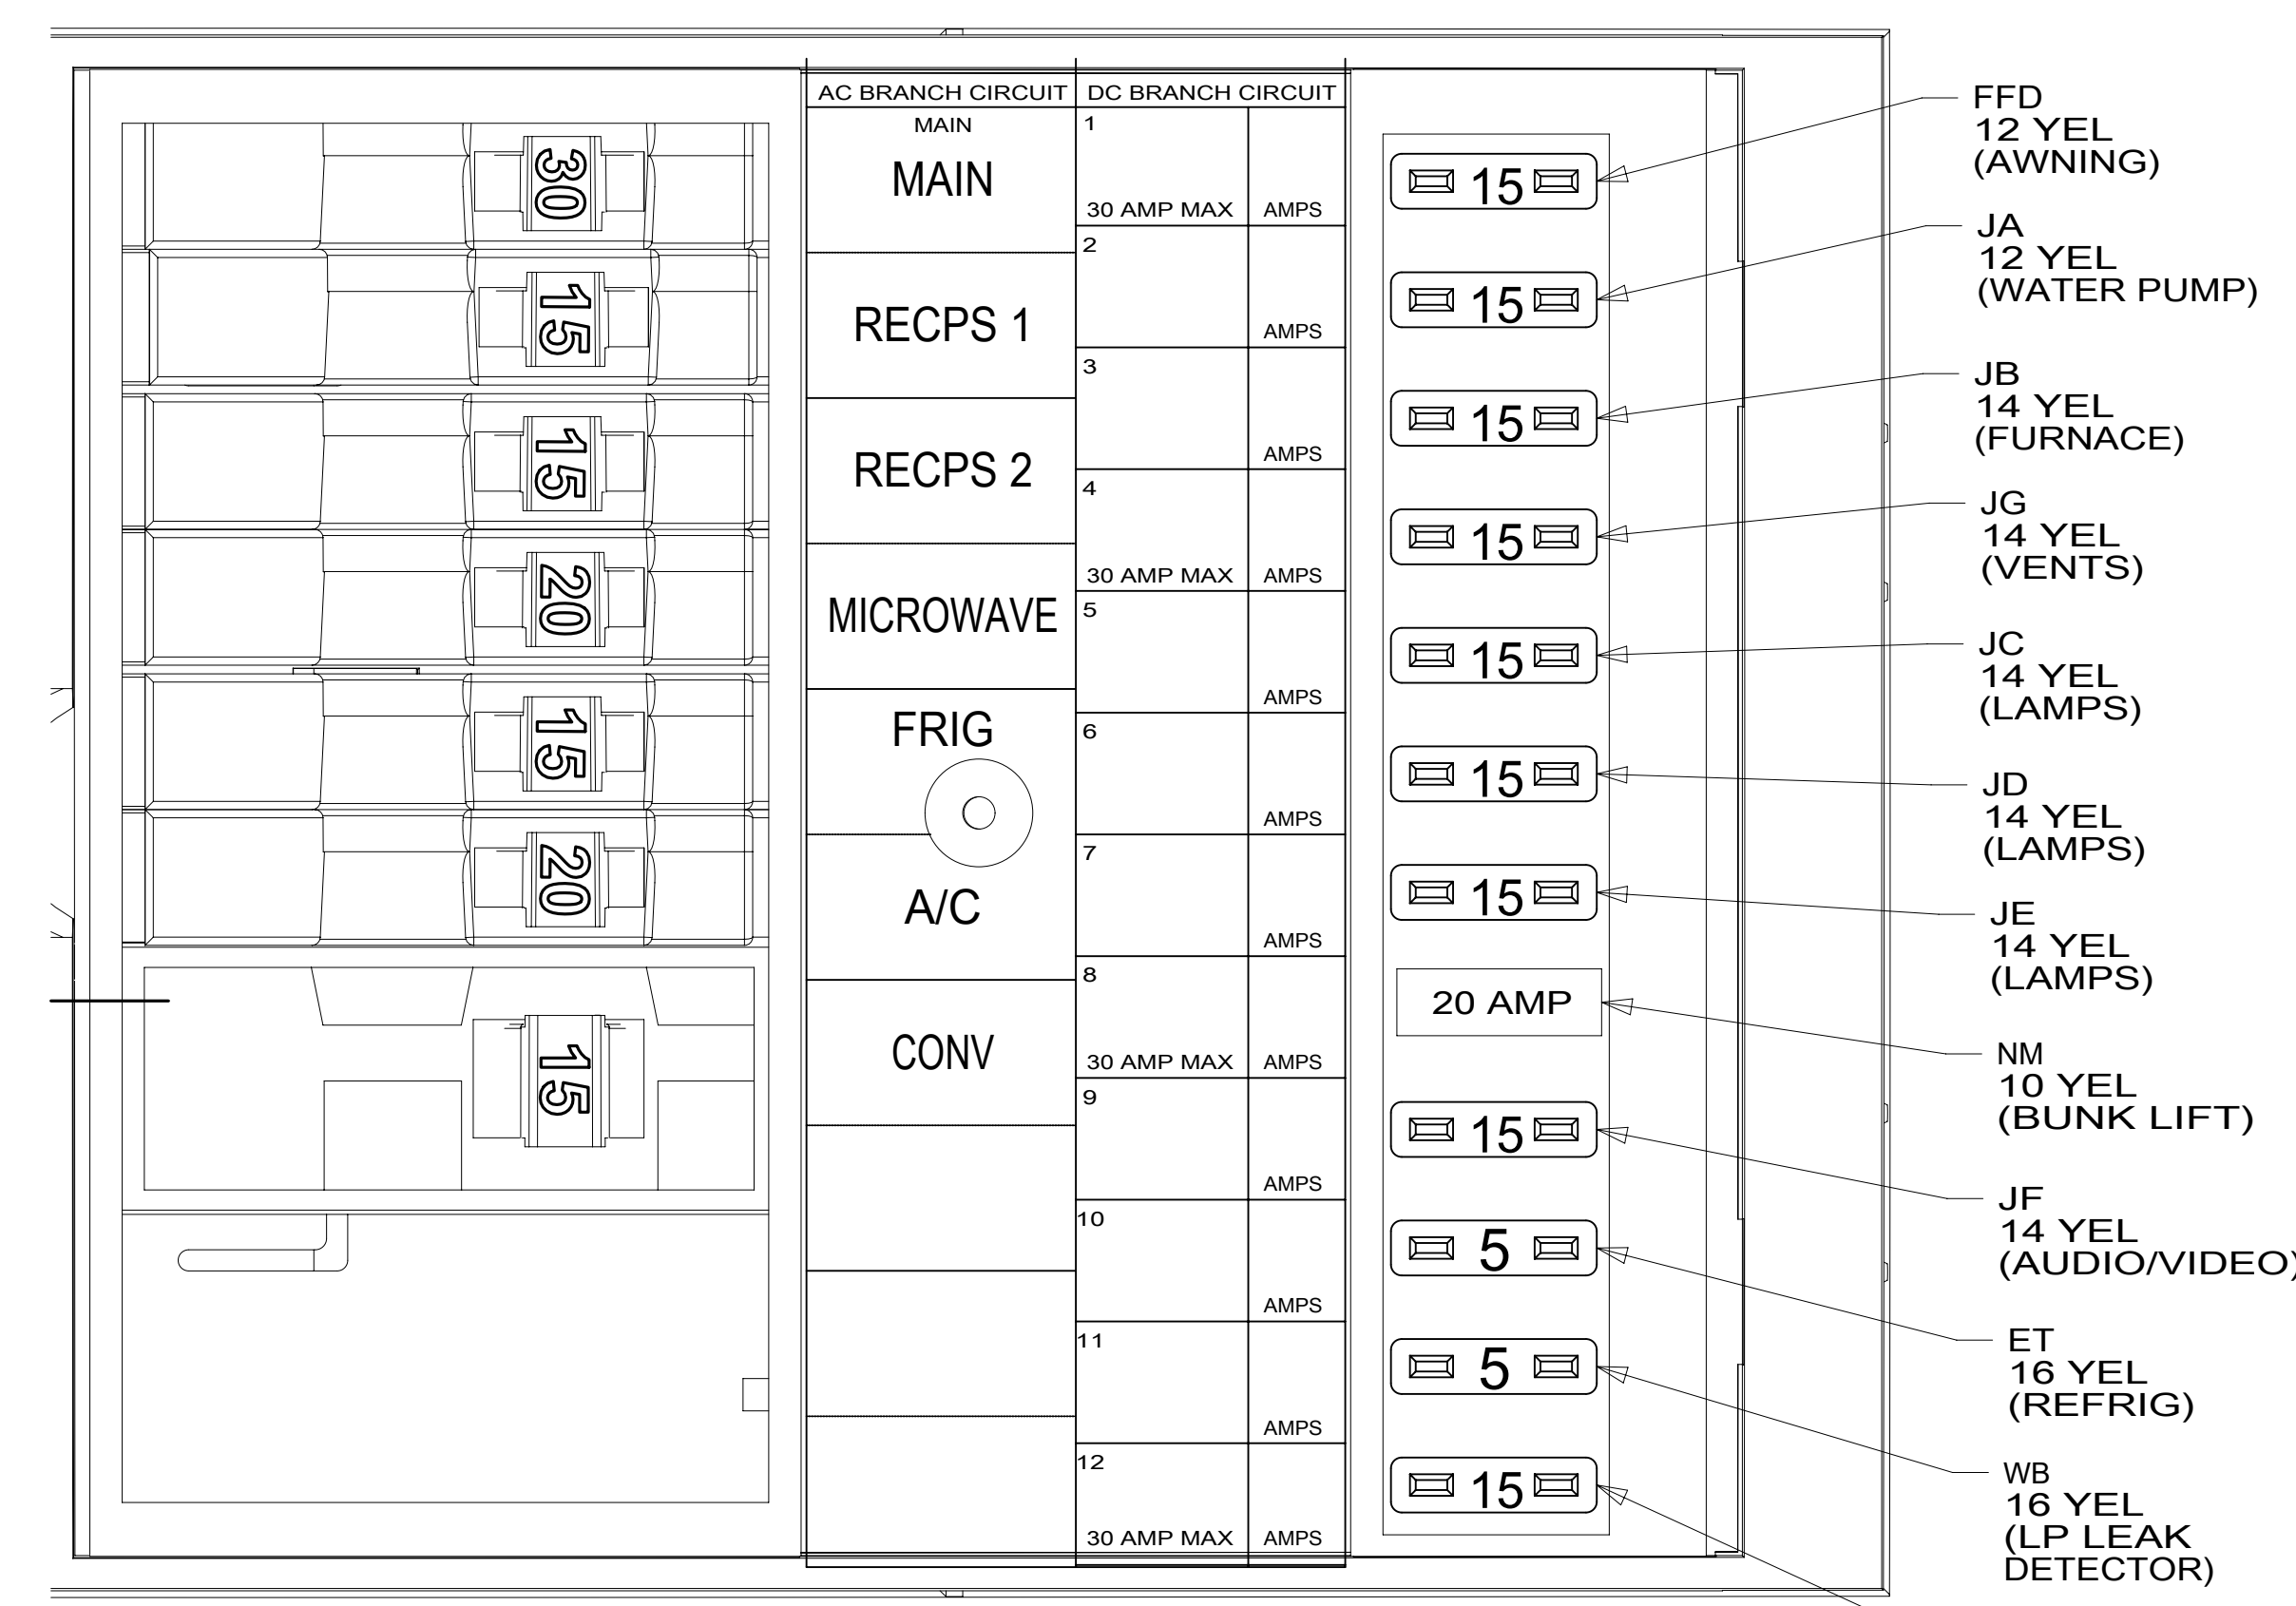 AC BRANCH CIRCUIT
DC BRANCH CIRCUIT
30
15
15
20
15
20
15
MAIN
MAIN
RECPS 1
RECPS 2
MICROWAVE
FRIG
A/C
CONV
1
30 AMP MAX AMPS
2
AMPS
3
AMPS
4
30 AMP MAX AMPS
5
AMPS
6
AMPS
7
AMPS
8
30 AMP MAX AMPS
9
AMPS
10
AMPS
11
AMPS
12
30 AMP MAX AMPS
15
15
15
15
15
15
15
20 AMP
15
5
5
15
FFD
12 YEL
(AWNING)
JA
12 YEL
(WATER PUMP)
JB
14 YEL
(FURNACE)
JG
14 YEL
(VENTS)
JC
14 YEL
(LAMPS)
JD
14 YEL
(LAMPS)
JE
14 YEL
(LAMPS)
NM
10 YEL
(BUNK LIFT)
JF
14 YEL
(AUDIO/VIDEO)
ET
16 YEL
(REFRIG)
WB
16 YEL
(LP LEAK
DETECTOR)